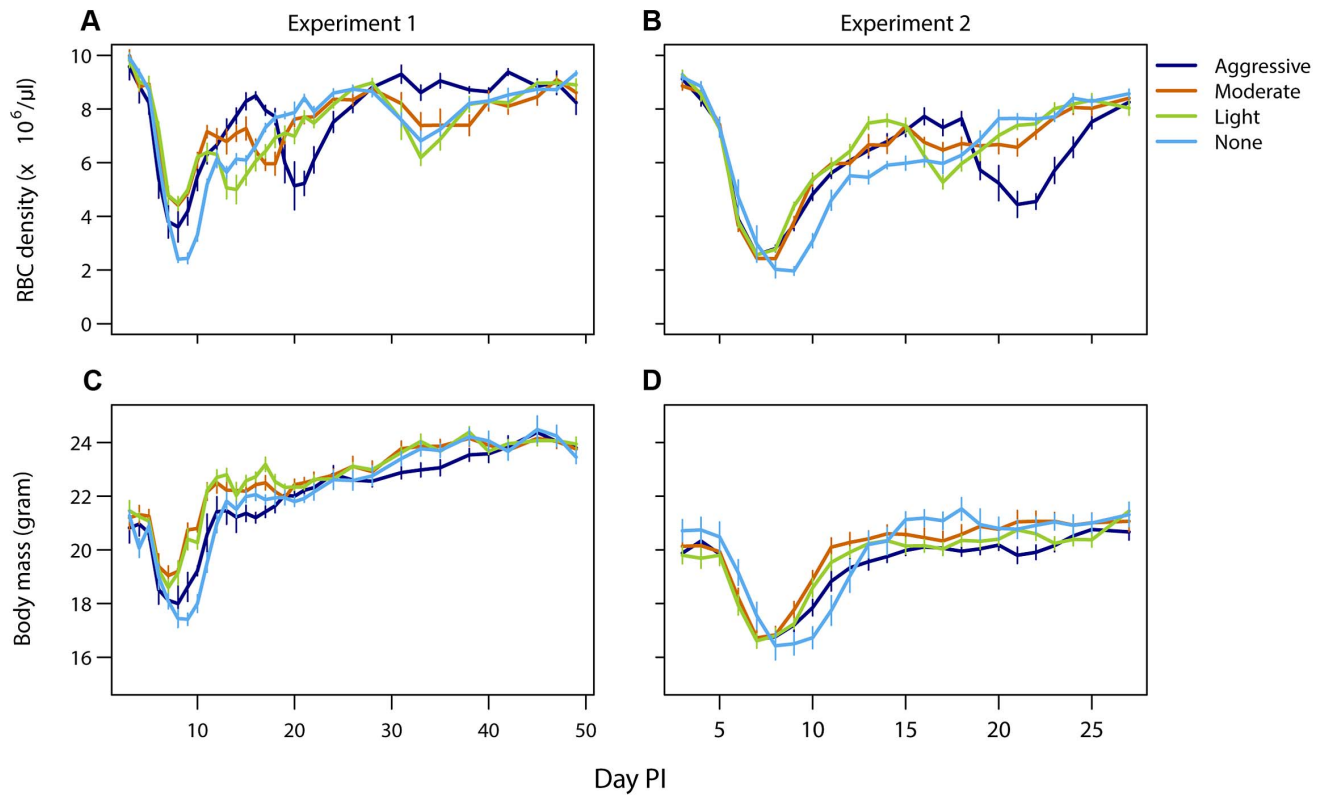 A Experiment 1
B Experiment 2
RBC density (x 10⁶/µl)
10
8
6
4
2
0
Aggressive
Moderate
Light
None
C
D
Body mass (gram)
24
22
20
18
16
10 20 30 40 50
5 10 15 20 25
Day PI